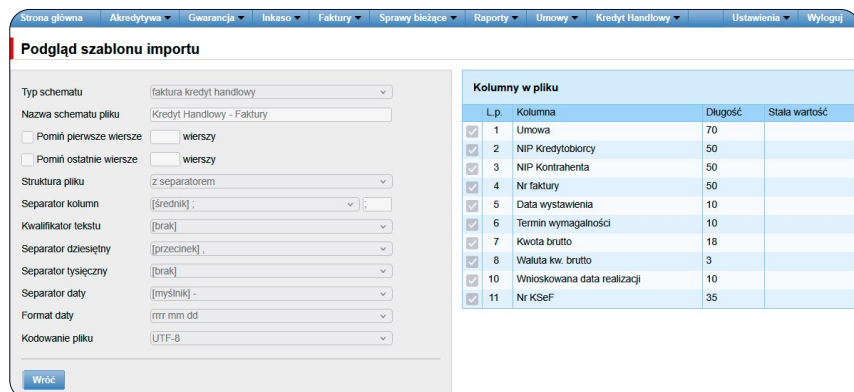 Strona główna Akredytywa Gwarancja Inkaso Faktury Sprawy bieżące Raporty Umowy Kredyt Handlowy Ustawienia Wyloguj
Podgląd szablonu importu
Typ schematu faktura kredyt handlowy
Nazwa schematu pliku Kredyt Handlowy - Faktury
Pomiń pierwsze wiersze wierszy
Pomiń ostatnie wiersze wierszy
Struktura pliku z separatorem
Separator kolumn [średnik] ; ;
Kwalifikator tekstu [brak]
Separator dziesiętny [przecinek] ,
Separator tysięczny [brak]
Separator daty [myślnik] -
Format daty rrrr mm dd
Kodowanie pliku UTF-8
Wróć
Kolumny w pliku
L.p. Kolumna Długość Stała wartość
1 Umowa 70
2 NIP Kredytobiorcy 50
3 NIP Kontrahenta 50
4 Nr faktury 50
5 Data wystawienia 10
6 Termin wymagalności 10
7 Kwota brutto 18
8 Waluta kw. brutto 3
10 Wnioskowana data realizacji 10
11 Nr KSeF 35